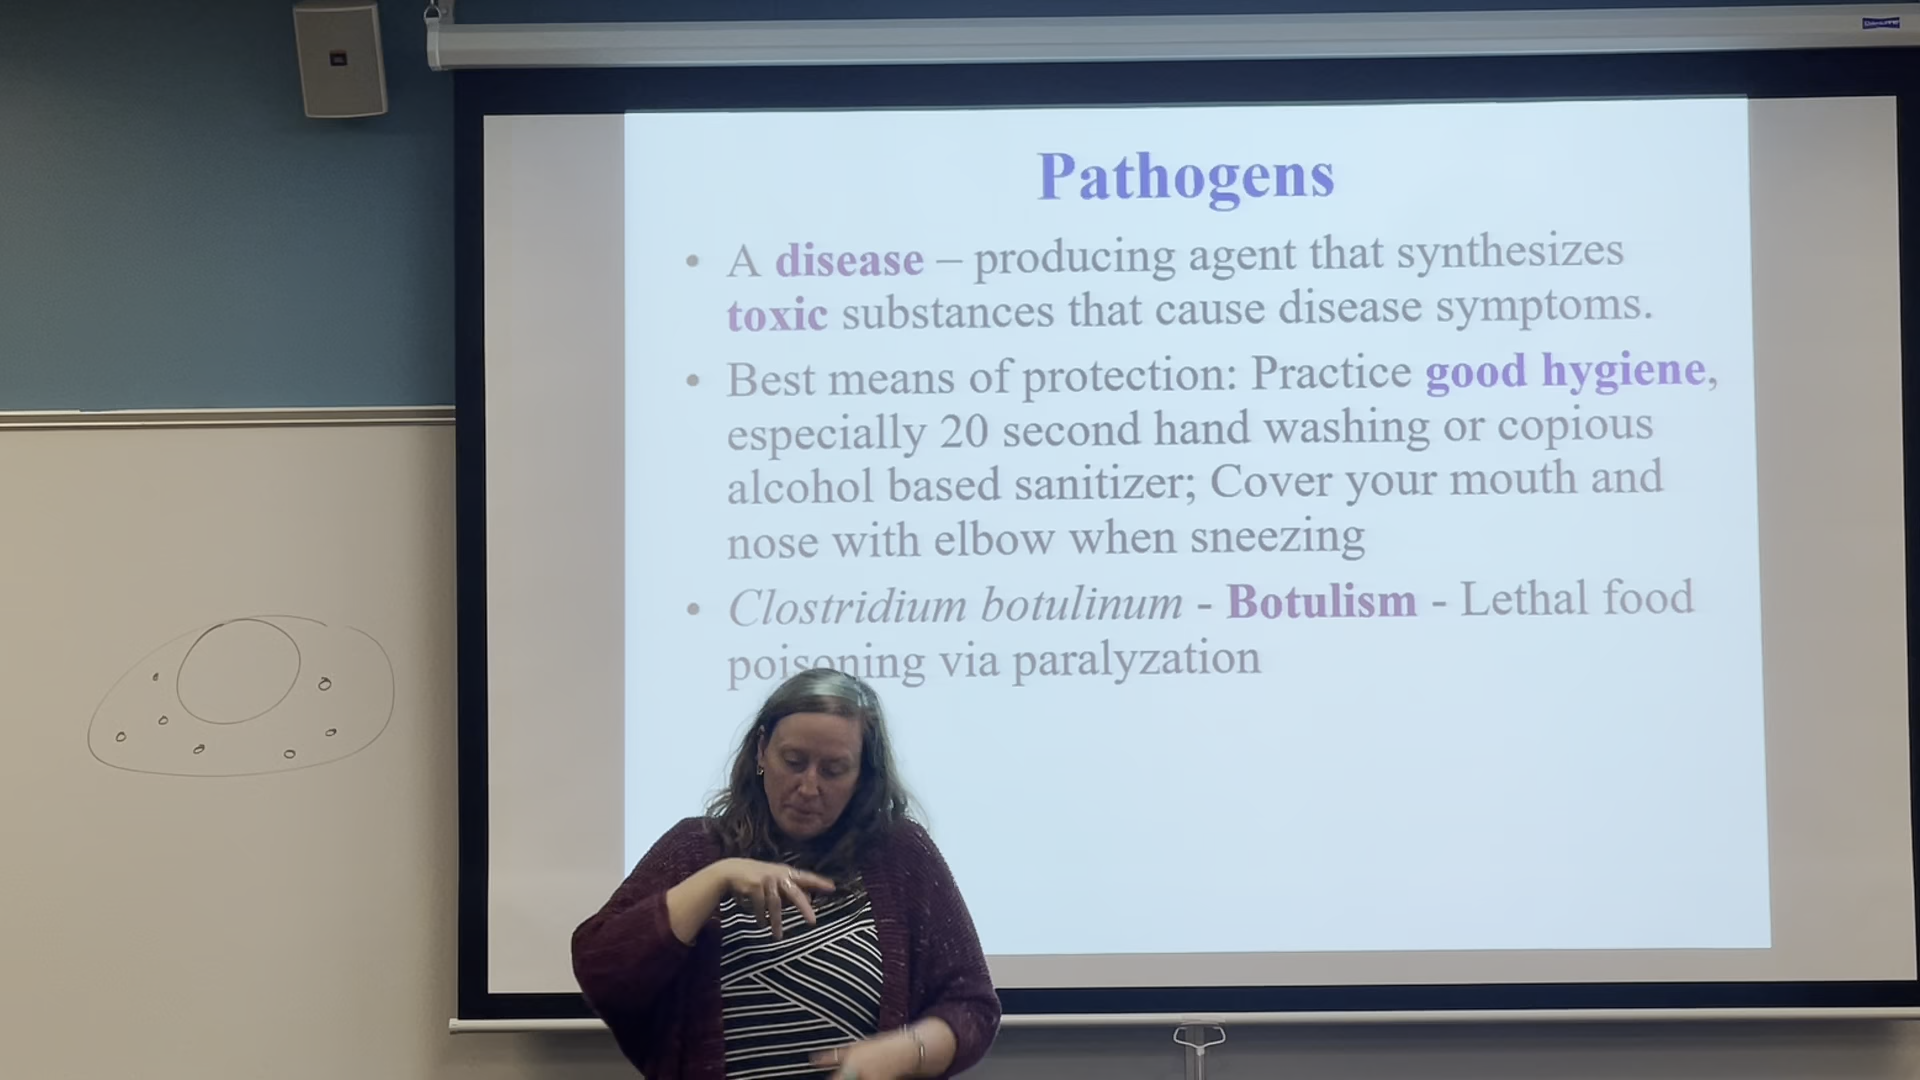 Pathogens
• A disease – producing agent that synthesizes
toxic substances that cause disease symptoms.
• Best means of protection: Practice good hygiene,
especially 20 second hand washing or copious
alcohol based sanitizer; Cover your mouth and
nose with elbow when sneezing
• Clostridium botulinum - Botulism - Lethal food
poisoning via paralyzation